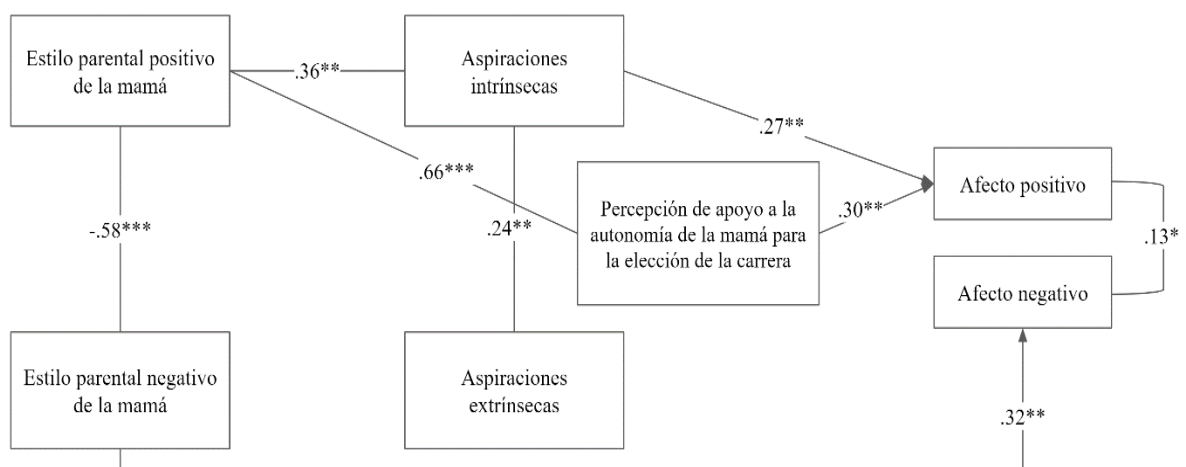 Estilo parental positivo
de la mamá
.36**
Aspiraciones
intrínsecas
.27**
.66***
Percepción de apoyo a la
autonomía de la mamá para
la elección de la carrera
.30**
Afecto positivo
.13*
Afecto negativo
-.58***
.24**
Estilo parental negativo
de la mamá
Aspiraciones
extrínsecas
.32**